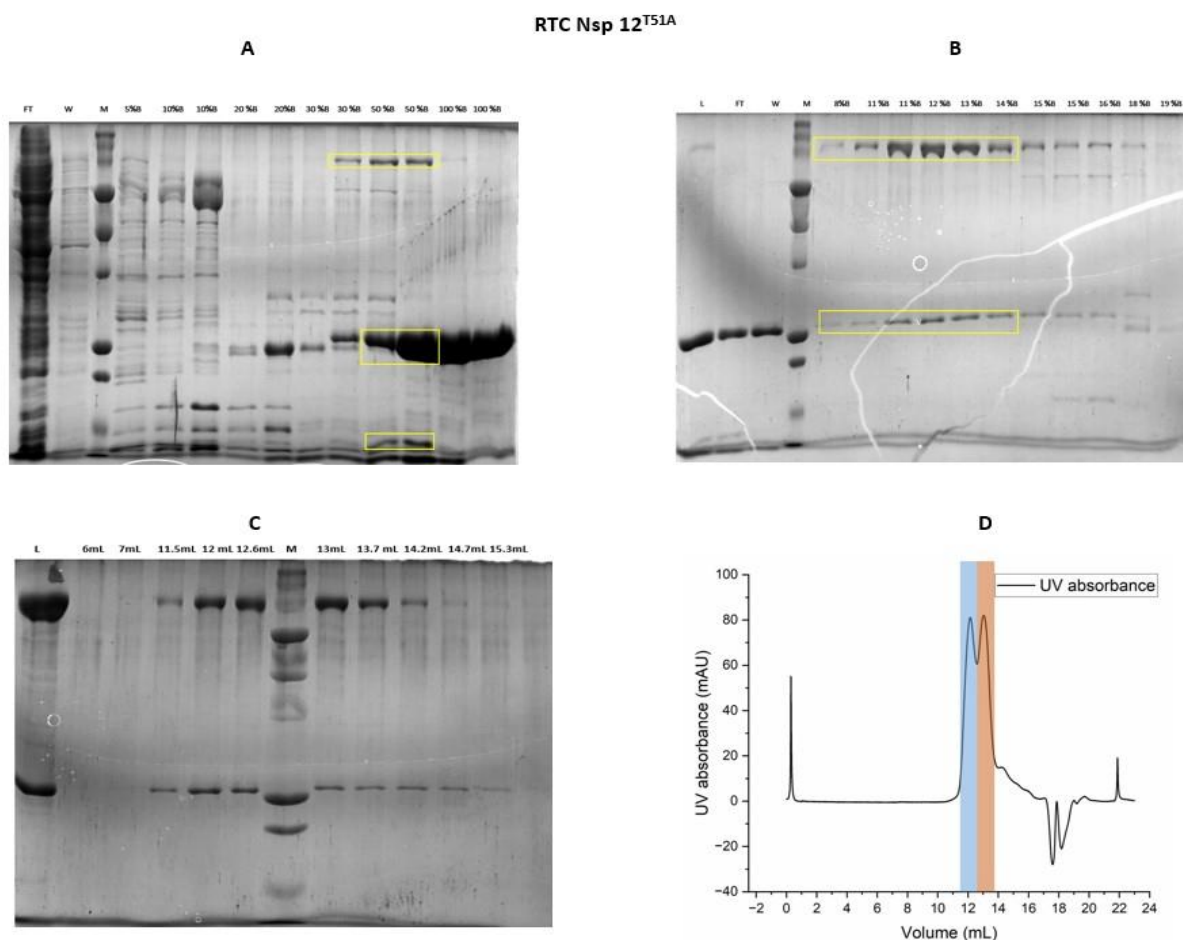 RTC Nsp 12T51A
A
FT W M 5%B 10%B 10%B 20 %B 20%B 30 %B 30 %B 50 %B 50 %B 100 %B 100 %B
B
L FT W M 8%B 11 %B 11 %B 12 %B 13 %B 14 %B 15 %B 15 %B 16 %B 18 %B 19 %B
C
L 6mL 7mL 11.5mL 12 mL 12.6mL M 13mL 13.7 mL 14.2mL 14.7mL 15.3mL
D
UV absorbance
100
80
60
40
20
0
−20
−40
UV absorbance (mAU)
−2 0 2 4 6 8 10 12 14 16 18 20 22 24
Volume (mL)